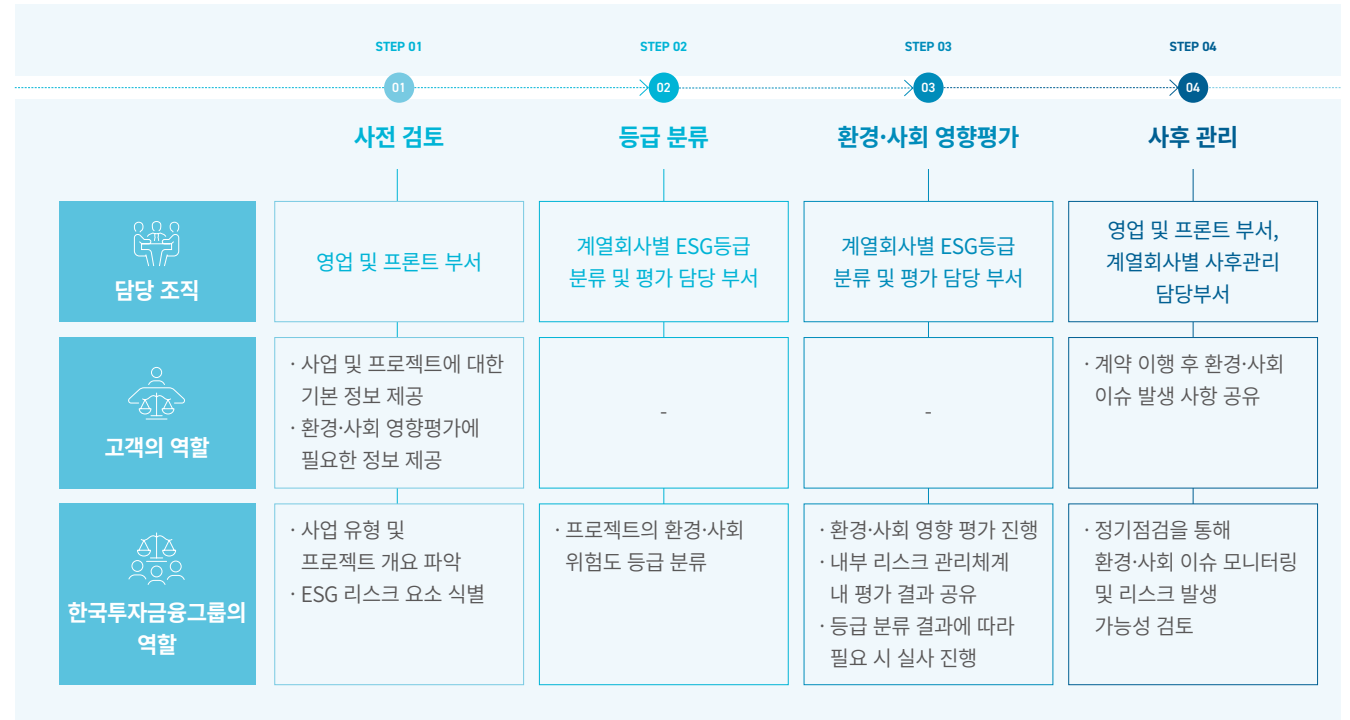 STEP 01
STEP 02
STEP 03
STEP 04
01
02
03
04
사전 검토
등급 분류
환경·사회 영향평가
사후 관리
담당 조직
영업 및 프론트 부서
계열회사별 ESG등급
분류 및 평가 담당 부서
계열회사별 ESG등급
분류 및 평가 담당 부서
영업 및 프론트 부서,
계열회사별 사후관리
담당부서
고객의 역할
· 사업 및 프로젝트에 대한
기본 정보 제공
· 환경·사회 영향평가에
필요한 정보 제공
-
-
· 계약 이행 후 환경·사회
이슈 발생 사항 공유
한국투자금융그룹의
역할
· 사업 유형 및
프로젝트 개요 파악
· ESG 리스크 요소 식별
· 프로젝트의 환경·사회
위험도 등급 분류
· 환경·사회 영향 평가 진행
· 내부 리스크 관리체계
내 평가 결과 공유
· 등급 분류 결과에 따라
필요 시 실사 진행
· 정기점검을 통해
환경·사회 이슈 모니터링
및 리스크 발생
가능성 검토